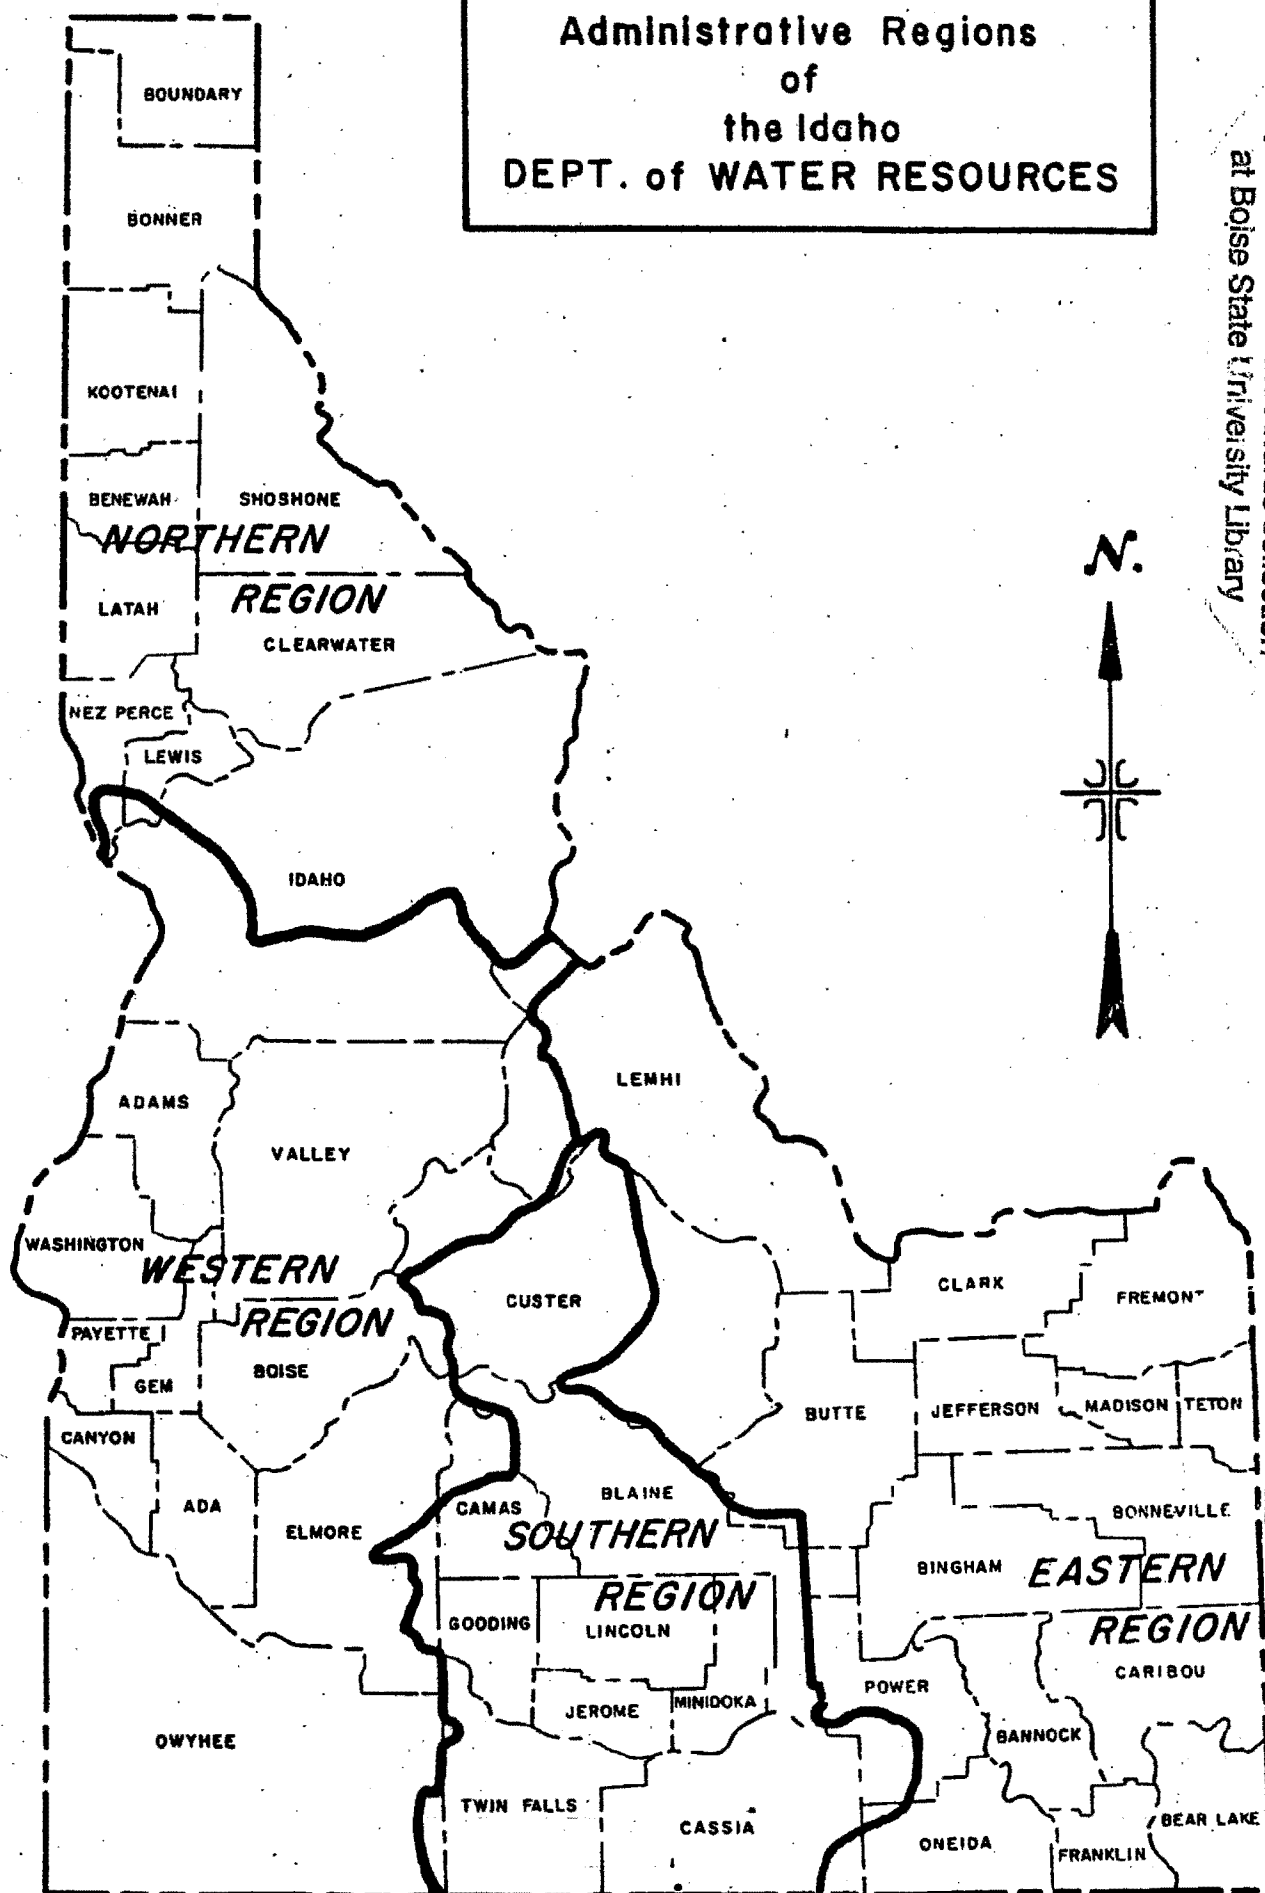 Administrative Regions
of
the Idaho
DEPT. of WATER RESOURCES
at Boise State University Library
N.
BOUNDARY
BONNER
KOOTENAI
BENEWAH
SHOSHONE
NORTHERN
REGION
LATAH
CLEARWATER
NEZ PERCE
LEWIS
IDAHO
LEMHI
ADAMS
VALLEY
WASHINGTON
WESTERN
REGION
CUSTER
CLARK
FREMONT
PAYETTE
GEM
BOISE
BUTTE
JEFFERSON
MADISON
TETON
CANYON
ADA
ELMORE
CAMAS
BLAINE
SOUTHERN
REGION
BONNEVILLE
BINGHAM
EASTERN
REGION
GOODING
LINCOLN
CARIBOU
POWER
JEROME
MINIDOKA
BANNOCK
OWYHEE
TWIN FALLS
CASSIA
ONEIDA
FRANKLIN
BEAR LAKE